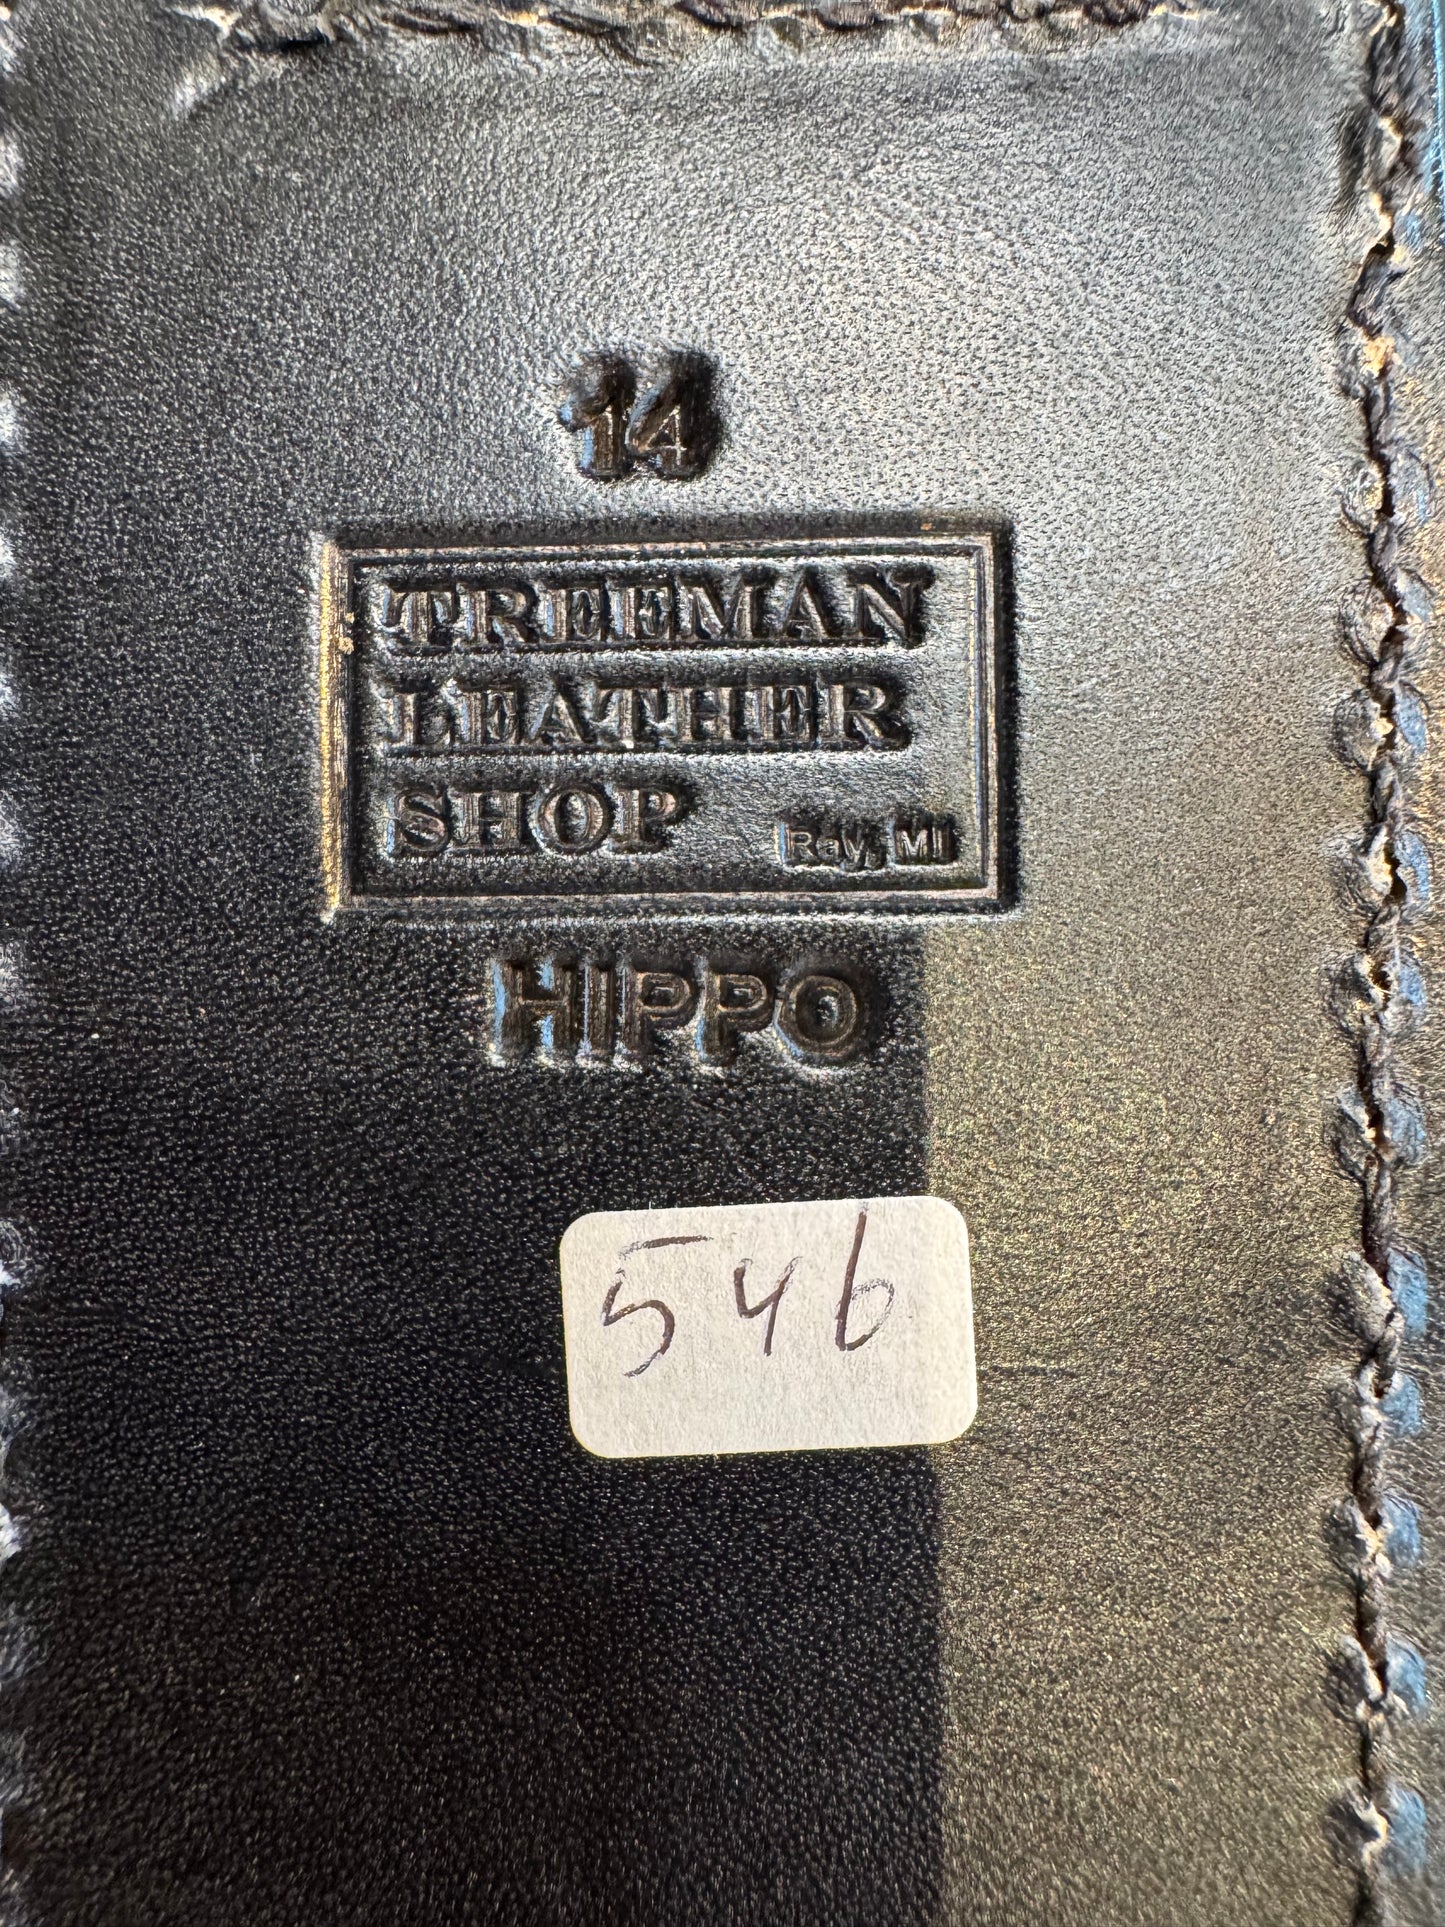 14
TREEMAN
LEATHER
SHOP Ray, MI
HIPPO
546